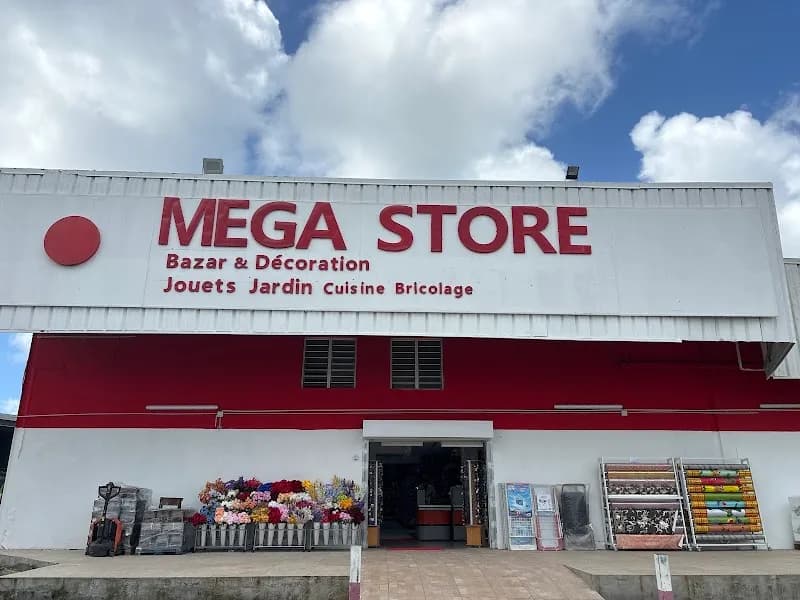 MEGA STORE
Bazar & Décoration
Jouets Jardin Cuisine Bricolage